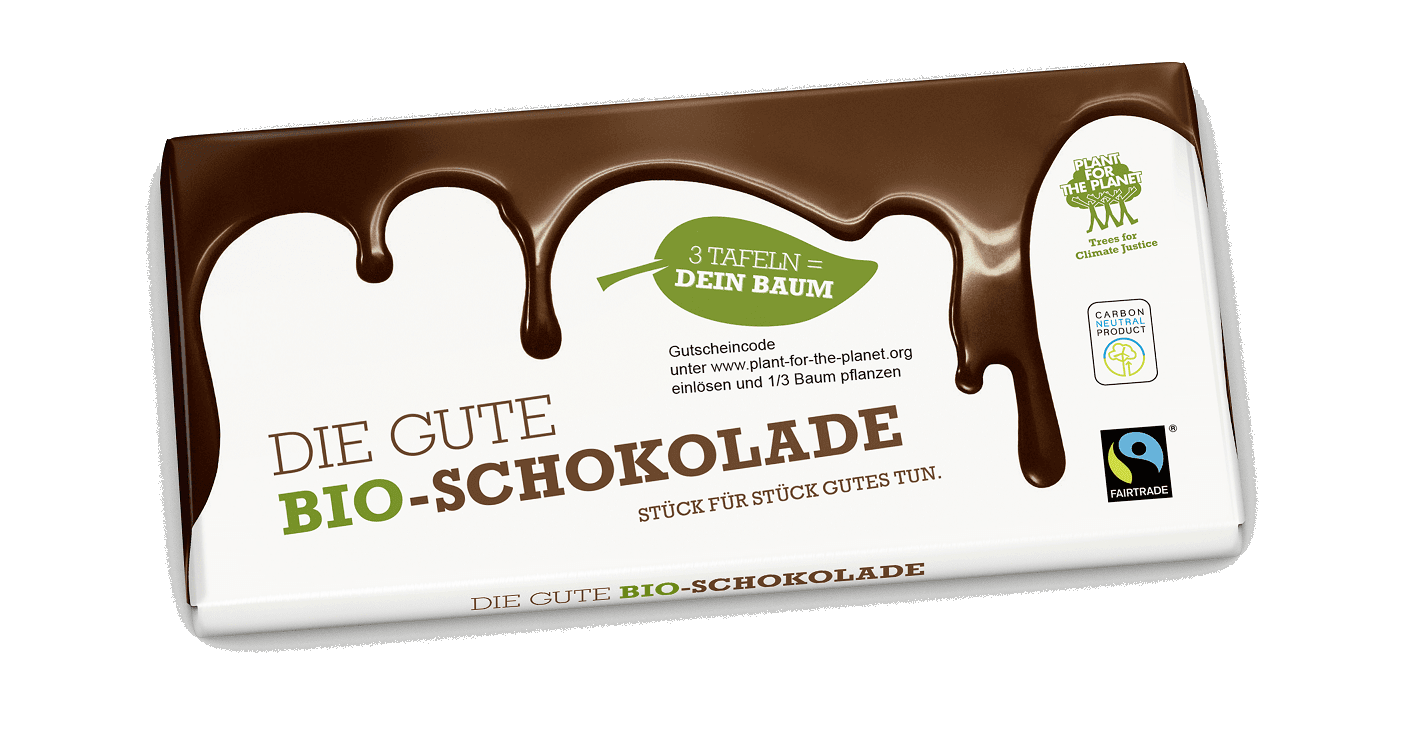 3 TAFELN =
DEIN BAUM
Gutscheincode
unter www.plant-for-the-planet.org
einlösen und 1/3 Baum pflanzen
DIE GUTE
BIO-SCHOKOLADE
STÜCK FÜR STÜCK GUTES TUN.
DIE GUTE BIO-SCHOKOLADE
PLANT
FOR
THE PLANET
Trees for
Climate Justice
CARBON
NEUTRAL
PRODUCT
FAIRTRADE
®